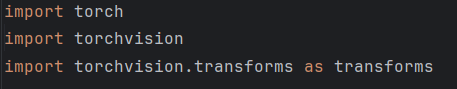 import torch
import torchvision
import torchvision.transforms as transforms